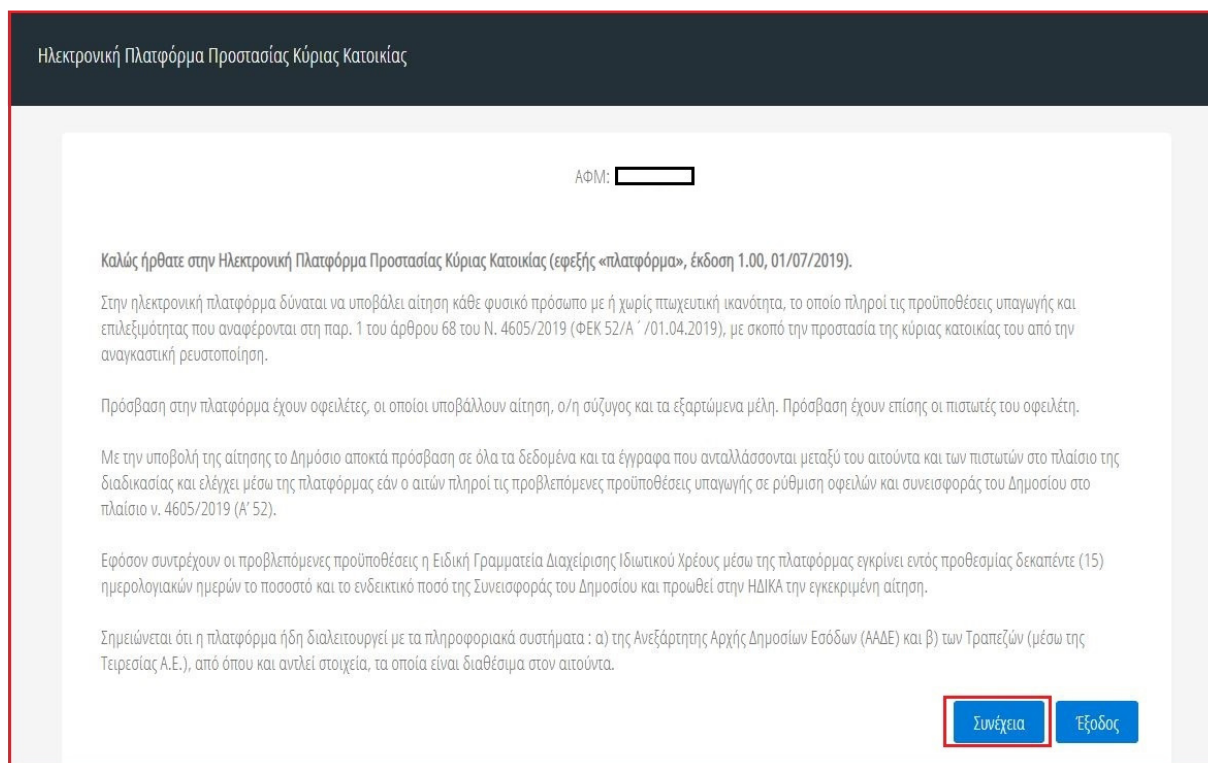 Ηλεκτρονική Πλατφόρμα Προστασίας Κύριας Κατοικίας
ΑΦΜ:
Καλώς ήρθατε στην Ηλεκτρονική Πλατφόρμα Προστασίας Κύριας Κατοικίας (εφεξής «πλατφόρμα», έκδοση 1.00, 01/07/2019).
Στην ηλεκτρονική πλατφόρμα δύναται να υποβάλει αίτηση κάθε φυσικό πρόσωπο με ή χωρίς πτωχευτική ικανότητα, το οποίο πληροί τις προϋποθέσεις υπαγωγής και
επιλεξιμότητας που αναφέρονται στη παρ. 1 του άρθρου 68 του Ν. 4605/2019 (ΦΕΚ 52/Α ΄ /01.04.2019), με σκοπό την προστασία της κύριας κατοικίας του από την
αναγκαστική ρευστοποίηση.
Πρόσβαση στην πλατφόρμα έχουν οφειλέτες, οι οποίοι υποβάλλουν αίτηση, ο/η σύζυγος και τα εξαρτώμενα μέλη. Πρόσβαση έχουν επίσης οι πιστωτές του οφειλέτη.
Με την υποβολή της αίτησης το Δημόσιο αποκτά πρόσβαση σε όλα τα δεδομένα και τα έγγραφα που ανταλλάσσονται μεταξύ του αιτούντα και των πιστωτών στο πλαίσιο της
διαδικασίας και ελέγχει μέσω της πλατφόρμας εάν ο αιτών πληροί τις προβλεπόμενες προϋποθέσεις υπαγωγής σε ρύθμιση οφειλών και συνεισφοράς του Δημοσίου στο
πλαίσιο ν. 4605/2019 (Α' 52).
Εφόσον συντρέχουν οι προβλεπόμενες προϋποθέσεις η Ειδική Γραμματεία Διαχείρισης Ιδιωτικού Χρέους μέσω της πλατφόρμας εγκρίνει εντός προθεσμίας δεκαπέντε (15)
ημερολογιακών ημερών το ποσοστό και το ενδεικτικό ποσό της Συνεισφοράς του Δημοσίου και προωθεί στην ΗΔΙΚΑ την εγκεκριμένη αίτηση.
Σημειώνεται ότι η πλατφόρμα ήδη διαλειτουργεί με τα πληροφοριακά συστήματα : α) της Ανεξάρτητης Αρχής Δημοσίων Εσόδων (ΑΑΔΕ) και β) των Τραπεζών (μέσω της
Τειρεσίας Α.Ε.), από όπου και αντλεί στοιχεία, τα οποία είναι διαθέσιμα στον αιτούντα.
Συνέχεια Έξοδος